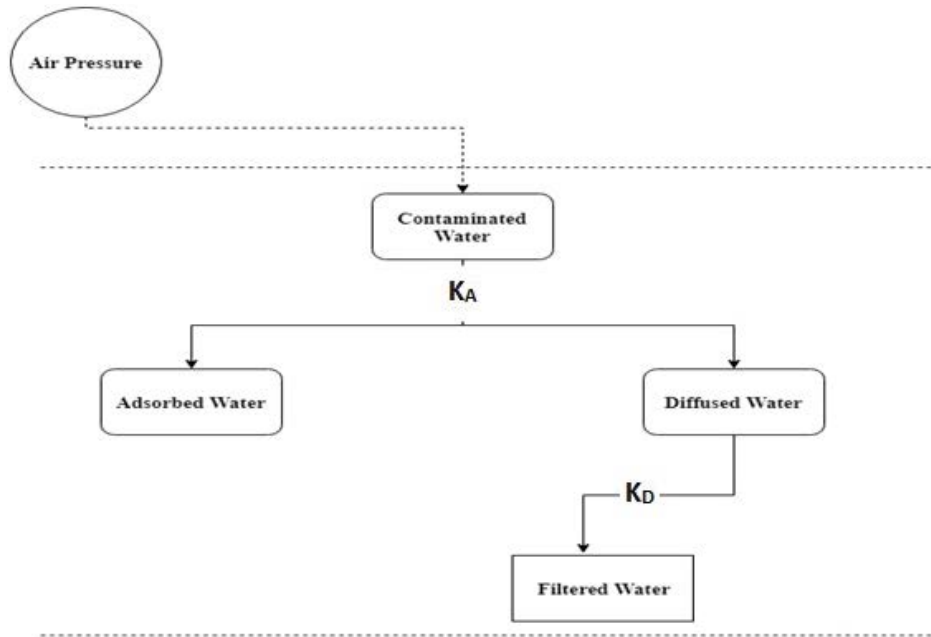 Air Pressure
Contaminated
Water
KA
Adsorbed Water
Diffused Water
KD
Filtered Water